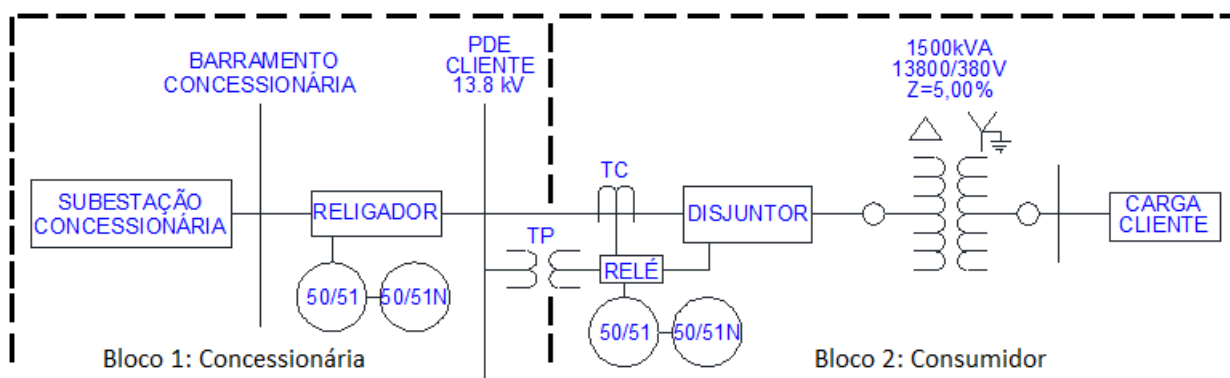 BARRAMENTO
CONCESSIONÁRIA
PDE
CLIENTE
13.8 kV
1500kVA
13800/380V
Z=5,00%
SUBESTAÇÃO
CONCESSIONÁRIA
RELIGADOR
TC
DISJUNTOR
CARGA
CLIENTE
TP
RELÉ
50/51
50/51N
50/51
50/51N
Bloco 1: Concessionária
Bloco 2: Consumidor